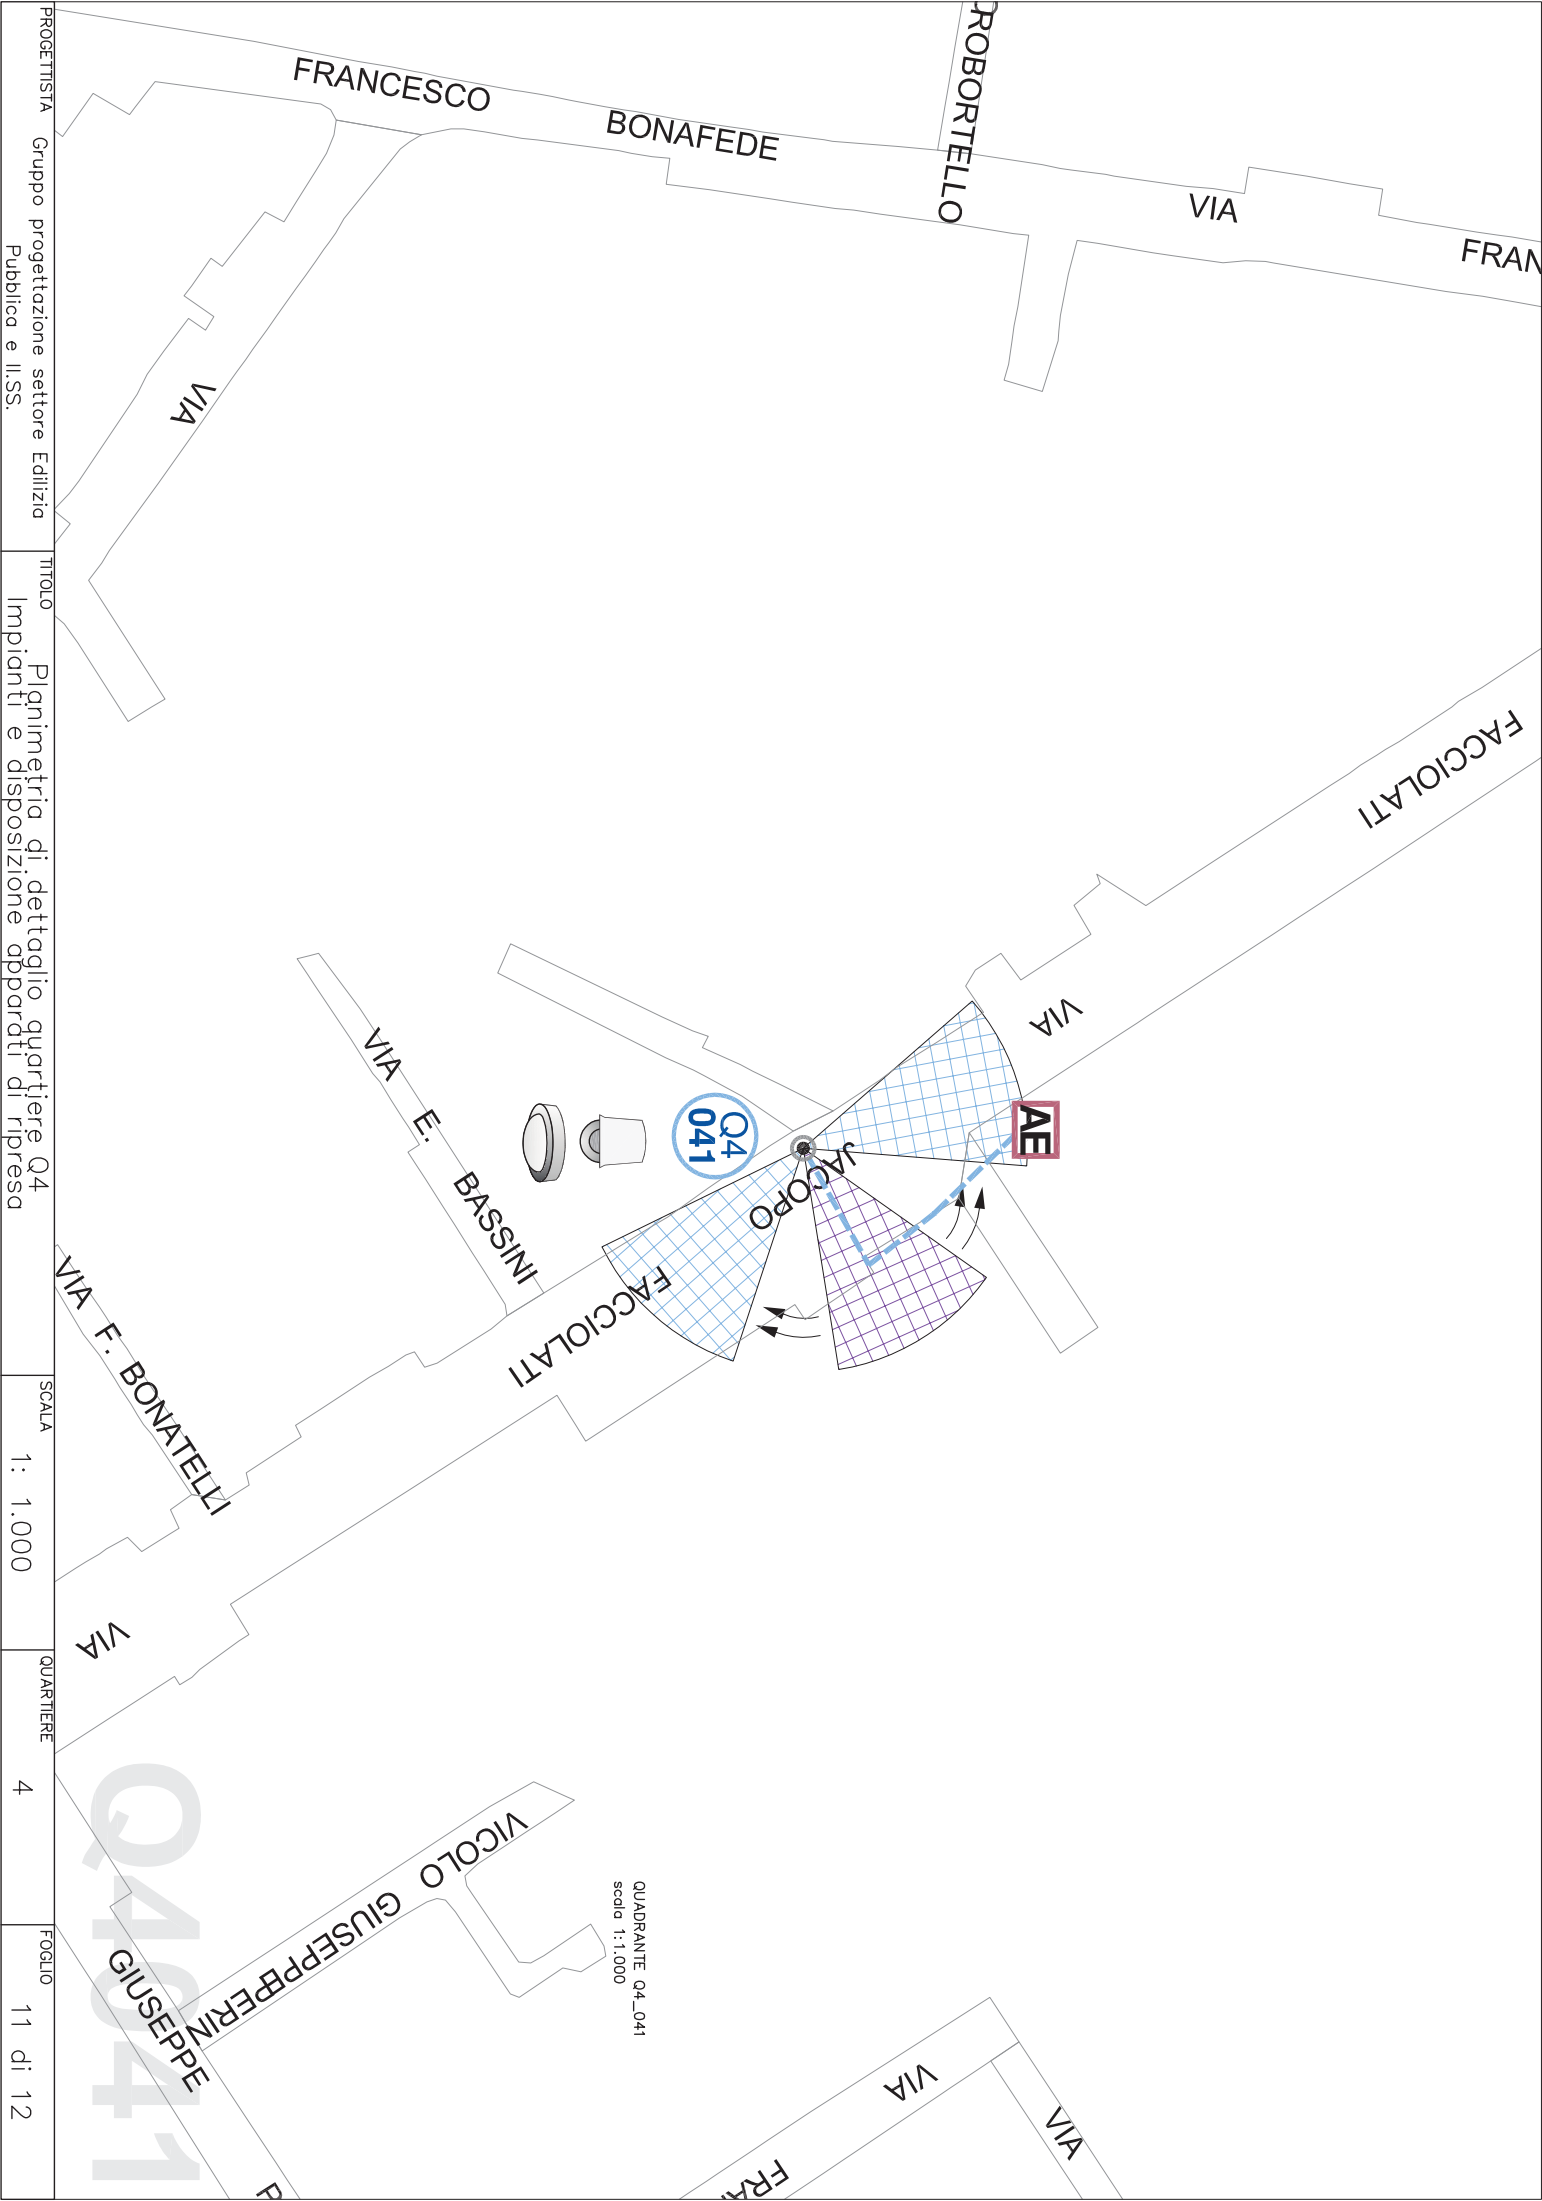 ROBORTELLO
FRANCESCO
BONAFEDE
VIA
FRAN
VIA
FACCIOLATI
VIA
AE
JACOPO
Q4
041
FACCIOLATI
VIA E. BASSINI
VIA F. BONATELLI
VIA
VICOLO GIUSEPPE PERIN
GIUSEPPE
P
VIA
FRA
VIA
QUADRANTE Q4_041
scala 1:1.000
Q4041
PROGETTISTA
Gruppo progettazione settore Edilizia
Pubblica e II.SS.
TITOLO
Planimetria di dettaglio quartiere Q4
Impianti e disposizione apparati di ripresa
SCALA
1: 1.000
QUARTIERE
4
FOGLIO
11 di 12